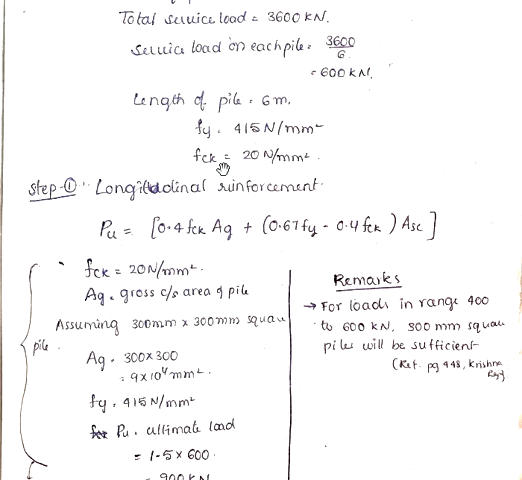 Total service load = 3600 kN.
Service load on each pile = 3600/6
= 600 kN.
Length of pile = 6m.
fy = 415 N/mm²
fck = 20 N/mm².
Step-① Longitudinal reinforcement.
Pu = [0.4 fck Ag + (0.67 fy - 0.4 fck) Asc]
fck = 20N/mm².
Ag = gross c/s area of pile
Assuming 300mm x 300mm square
pile.
Ag = 300x300
= 9x10⁴mm².
fy = 415 N/mm²
Pu = ultimate load
= 1.5 x 600.
= 900 kN
Remarks
→ For loads in range 400
to 600 kN, 300 mm square
piles will be sufficient
(Ref. pg 448, Krishna
Raju)